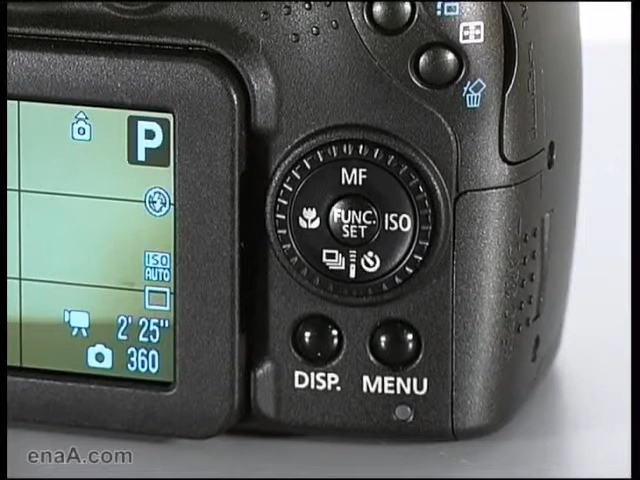 P
MF
FUNC.
SET
ISO
ISO
AUTO
2' 25"
360
DISP. MENU
enaA.com